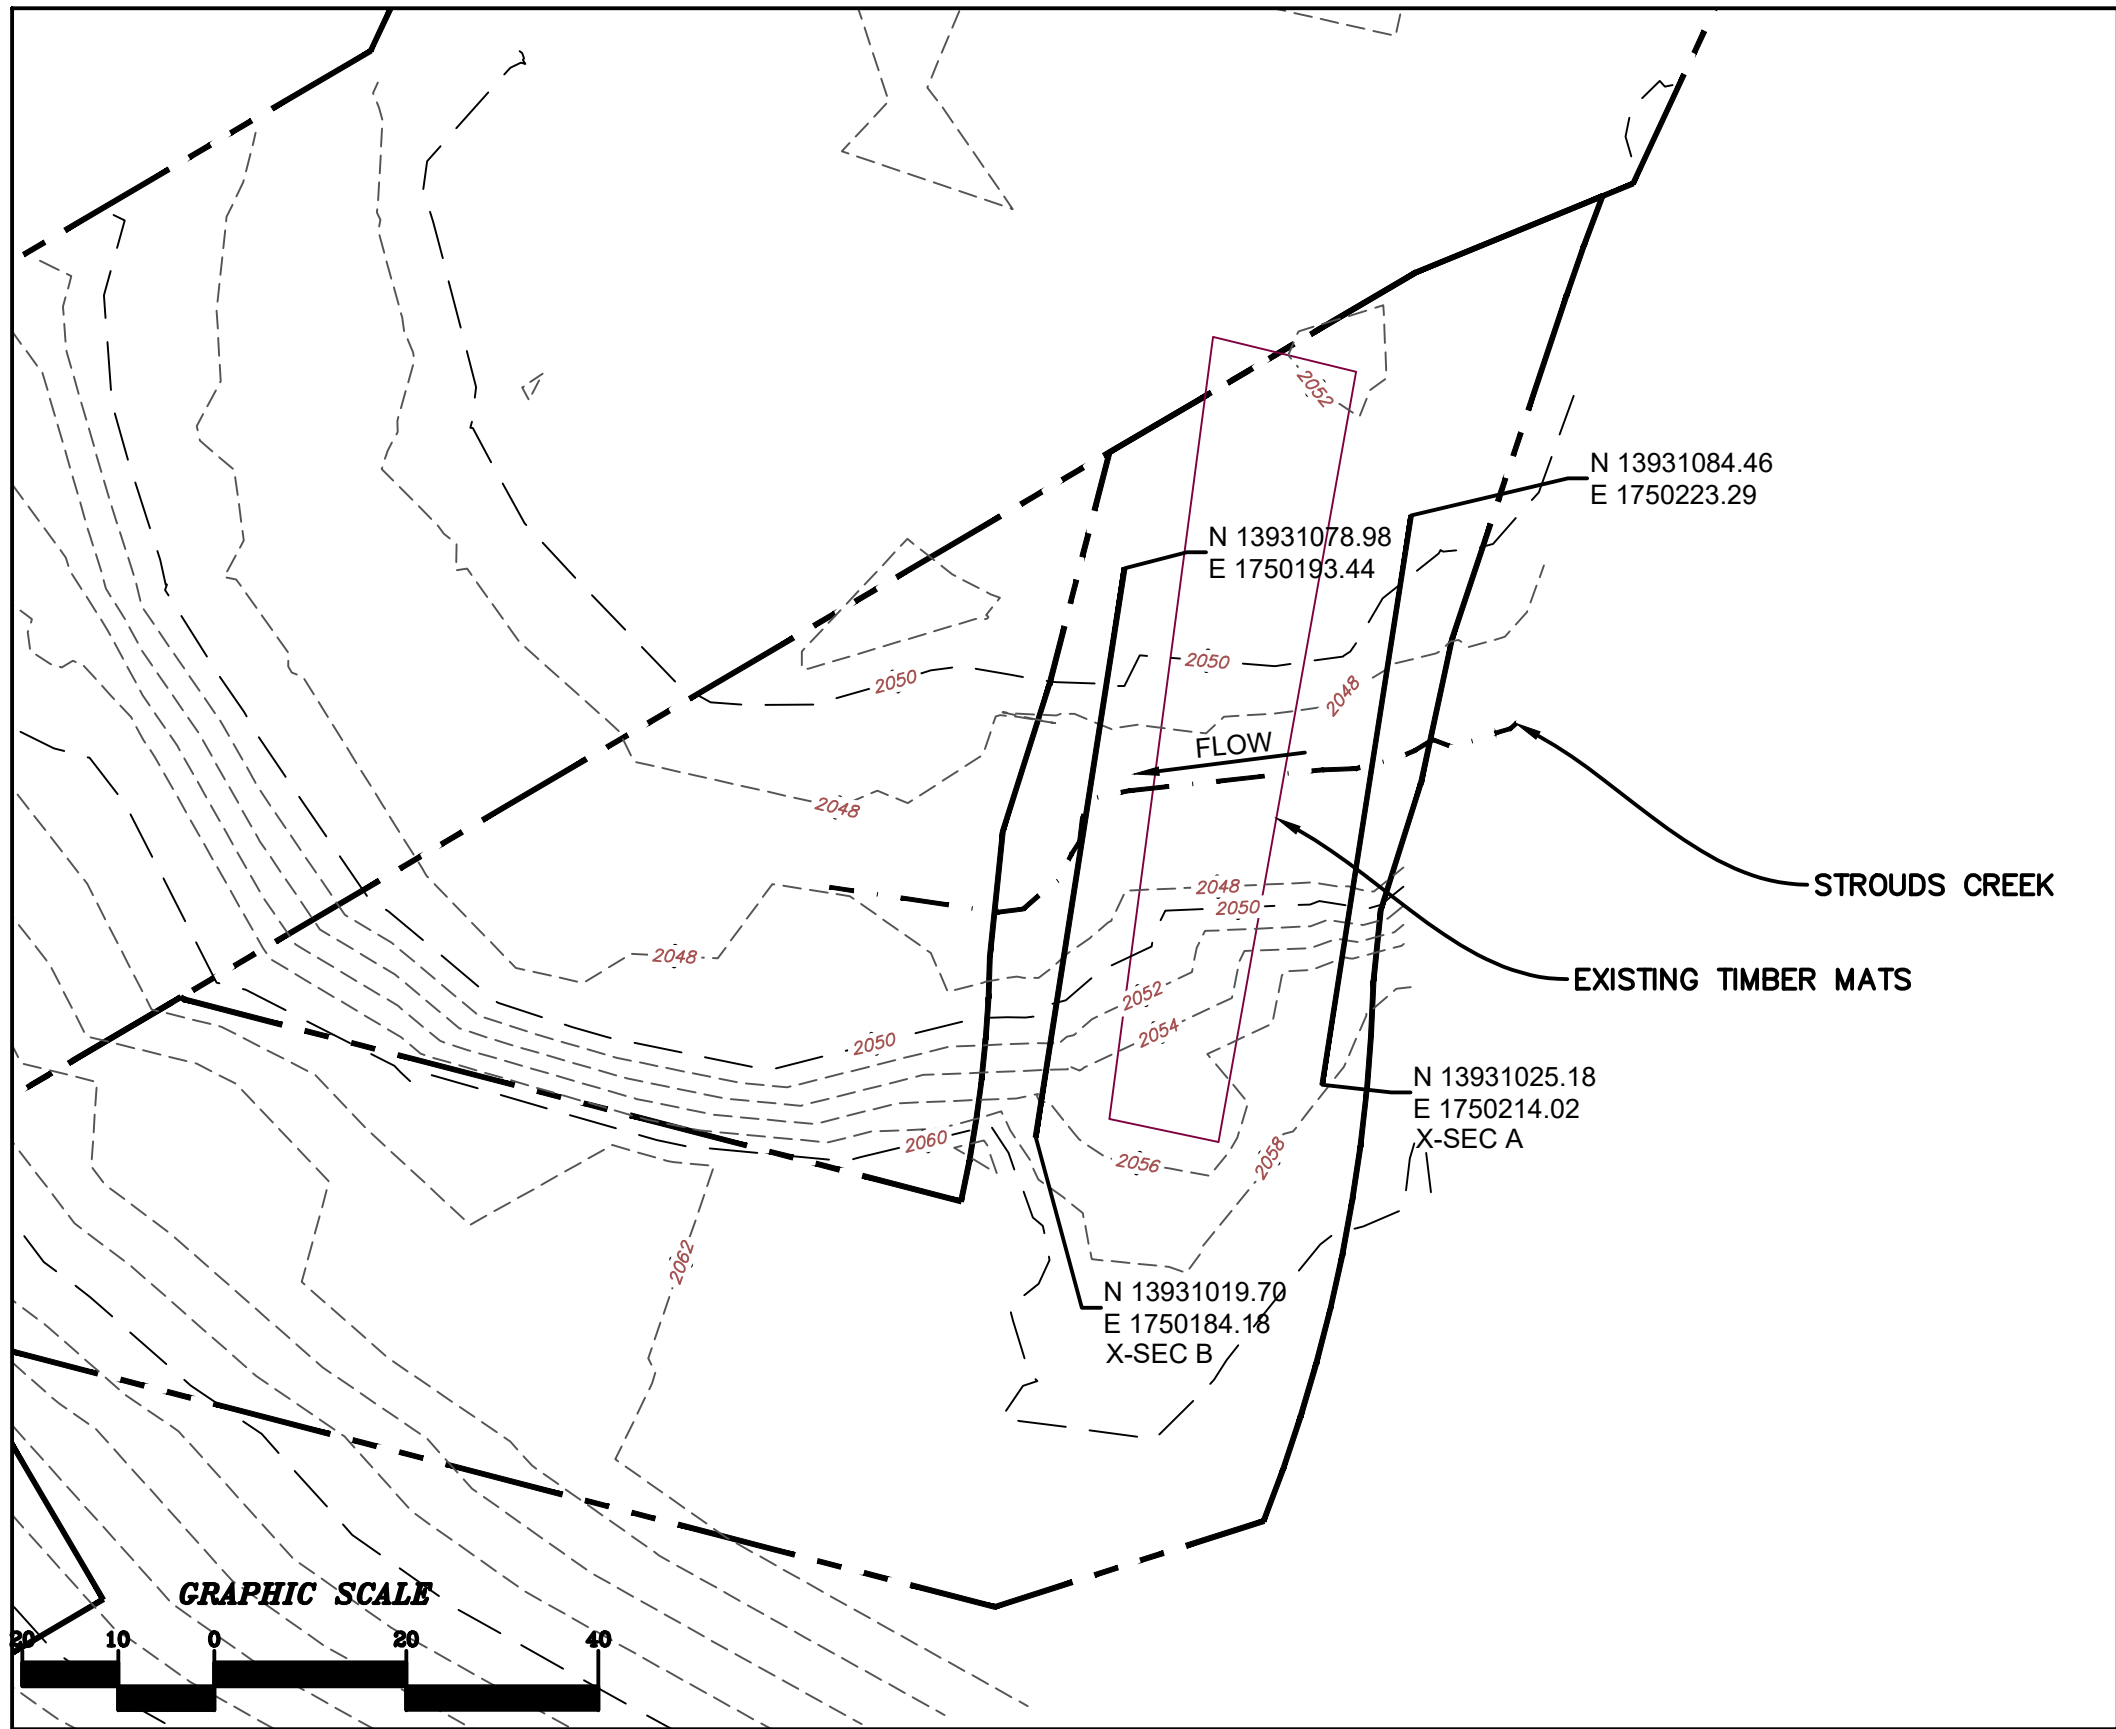 2052
N 13931084.46
E 1750223.29
N 13931078.98
E 1750193.44
2050
2050
2048
FLOW
2048
STROUDS CREEK
2048
2050
2048
EXISTING TIMBER MATS
2052
2054
2050
N 13931025.18
E 1750214.02
X-SEC A
2060
2056
2058
2062
N 13931019.70
E 1750184.18
X-SEC B
GRAPHIC SCALE
20 10 0 20 40